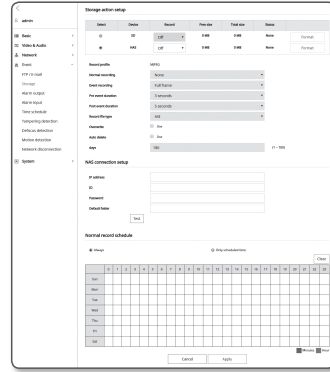 Storage action setup
admin
Select Device Record Free size Total size Status
Basic
SD Off 0 MB 0 MB None Format
Video & Audio
NAS Off 0 MB 0 MB None Format
Network
Event
FTP / E-mail
Storage
Alarm output
Alarm input
Time schedule
Tampering detection
Defocus detection
Motion detection
Network disconnection
System
Record profile MJPEG
Normal recording None
Event recording Full frame
Pre event duration 5 seconds
Post event duration 5 seconds
Record file type AVI
Overwrite Use
Auto delete Use
days 180 (1 ~ 180)
NAS connection setup
IP address
ID
Password
Default folder
Test
Normal record schedule
Always Only scheduled time
Clear
0 1 2 3 4 5 6 7 8 9 10 11 12 13 14 15 16 17 18 19 20 21 22 23
Sun
Mon
Tue
Wed
Thu
Fri
Sat
Minutes Hour
Cancel Apply